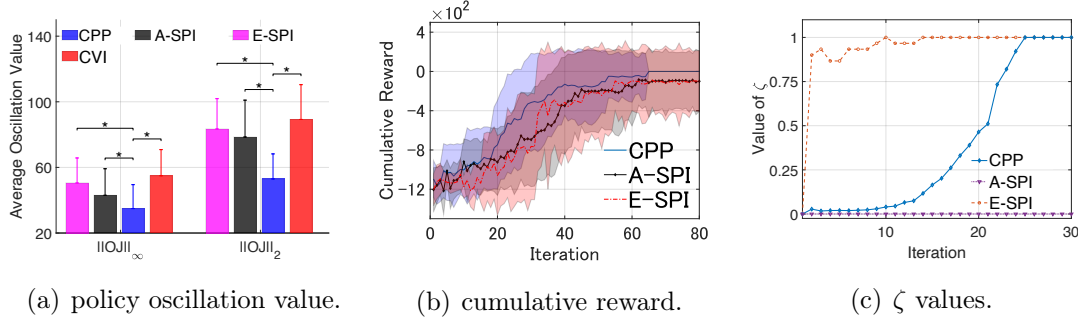 Average Oscillation Value
140
100
60
20
CPP A-SPI E-SPI
CVI
* * * * * *
||OJ||∞ ||OJ||2
(a) policy oscillation value.
×10²
Cumulative Reward
4
0
−4
−8
−12
0 20 40 60 80
Iteration
CPP
A−SPI
E−SPI
(b) cumulative reward.
Value of ζ
1
0.75
0.5
0.25
0
10 20 30
Iteration
CPP
A-SPI
E-SPI
(c) ζ values.